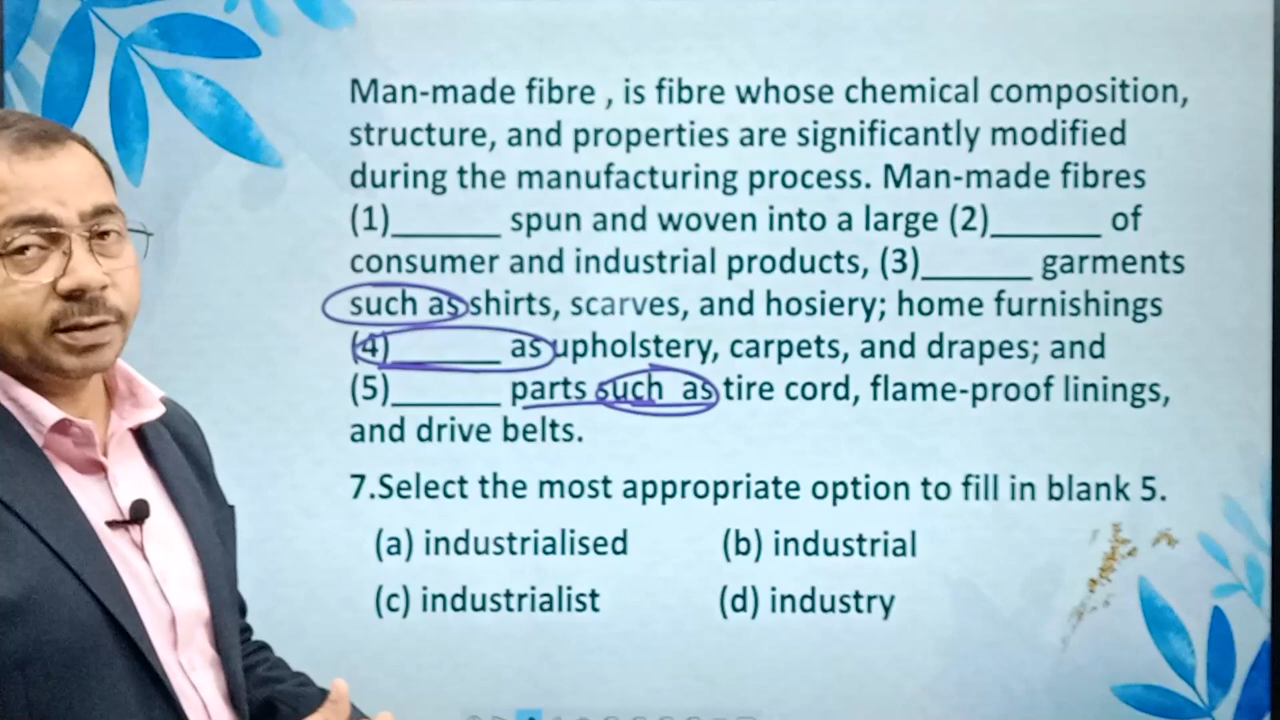 Man-made fibre , is fibre whose chemical composition,
structure, and properties are significantly modified
during the manufacturing process. Man-made fibres
(1)______ spun and woven into a large (2)______ of
consumer and industrial products, (3)______ garments
such as shirts, scarves, and hosiery; home furnishings
(4)______ as upholstery, carpets, and drapes; and
(5)______ parts such as tire cord, flame-proof linings,
and drive belts.
7.Select the most appropriate option to fill in blank 5.
(a) industrialised (b) industrial
(c) industrialist (d) industry